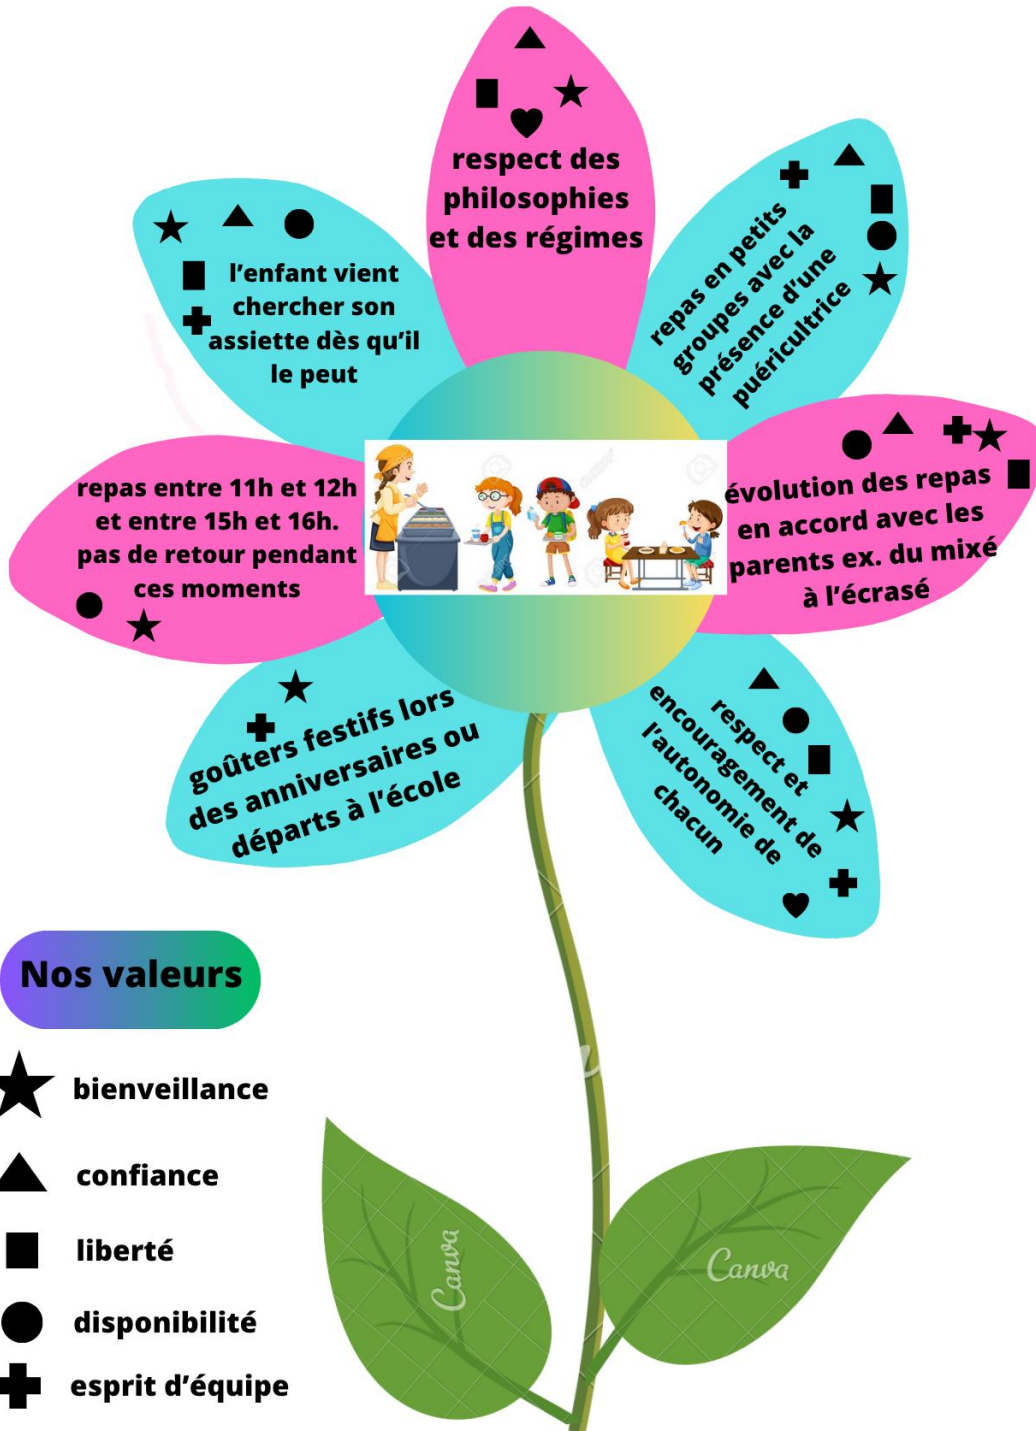 respect des
philosophies
et des régimes
repas en petits
groupes avec la
présence d'une
puéricultrice
évolution des repas
en accord avec les
parents ex. du mixé
à l'écrasé
respect et
encouragement de
l'autonomie de
chacun
goûters festifs lors
des anniversaires ou
départs à l'école
repas entre 11h et 12h
et entre 15h et 16h.
pas de retour pendant
ces moments
l'enfant vient
chercher son
assiette dès qu'il
le peut
Nos valeurs
bienveillance
confiance
liberté
disponibilité
esprit d'équipe
Canva
Canva